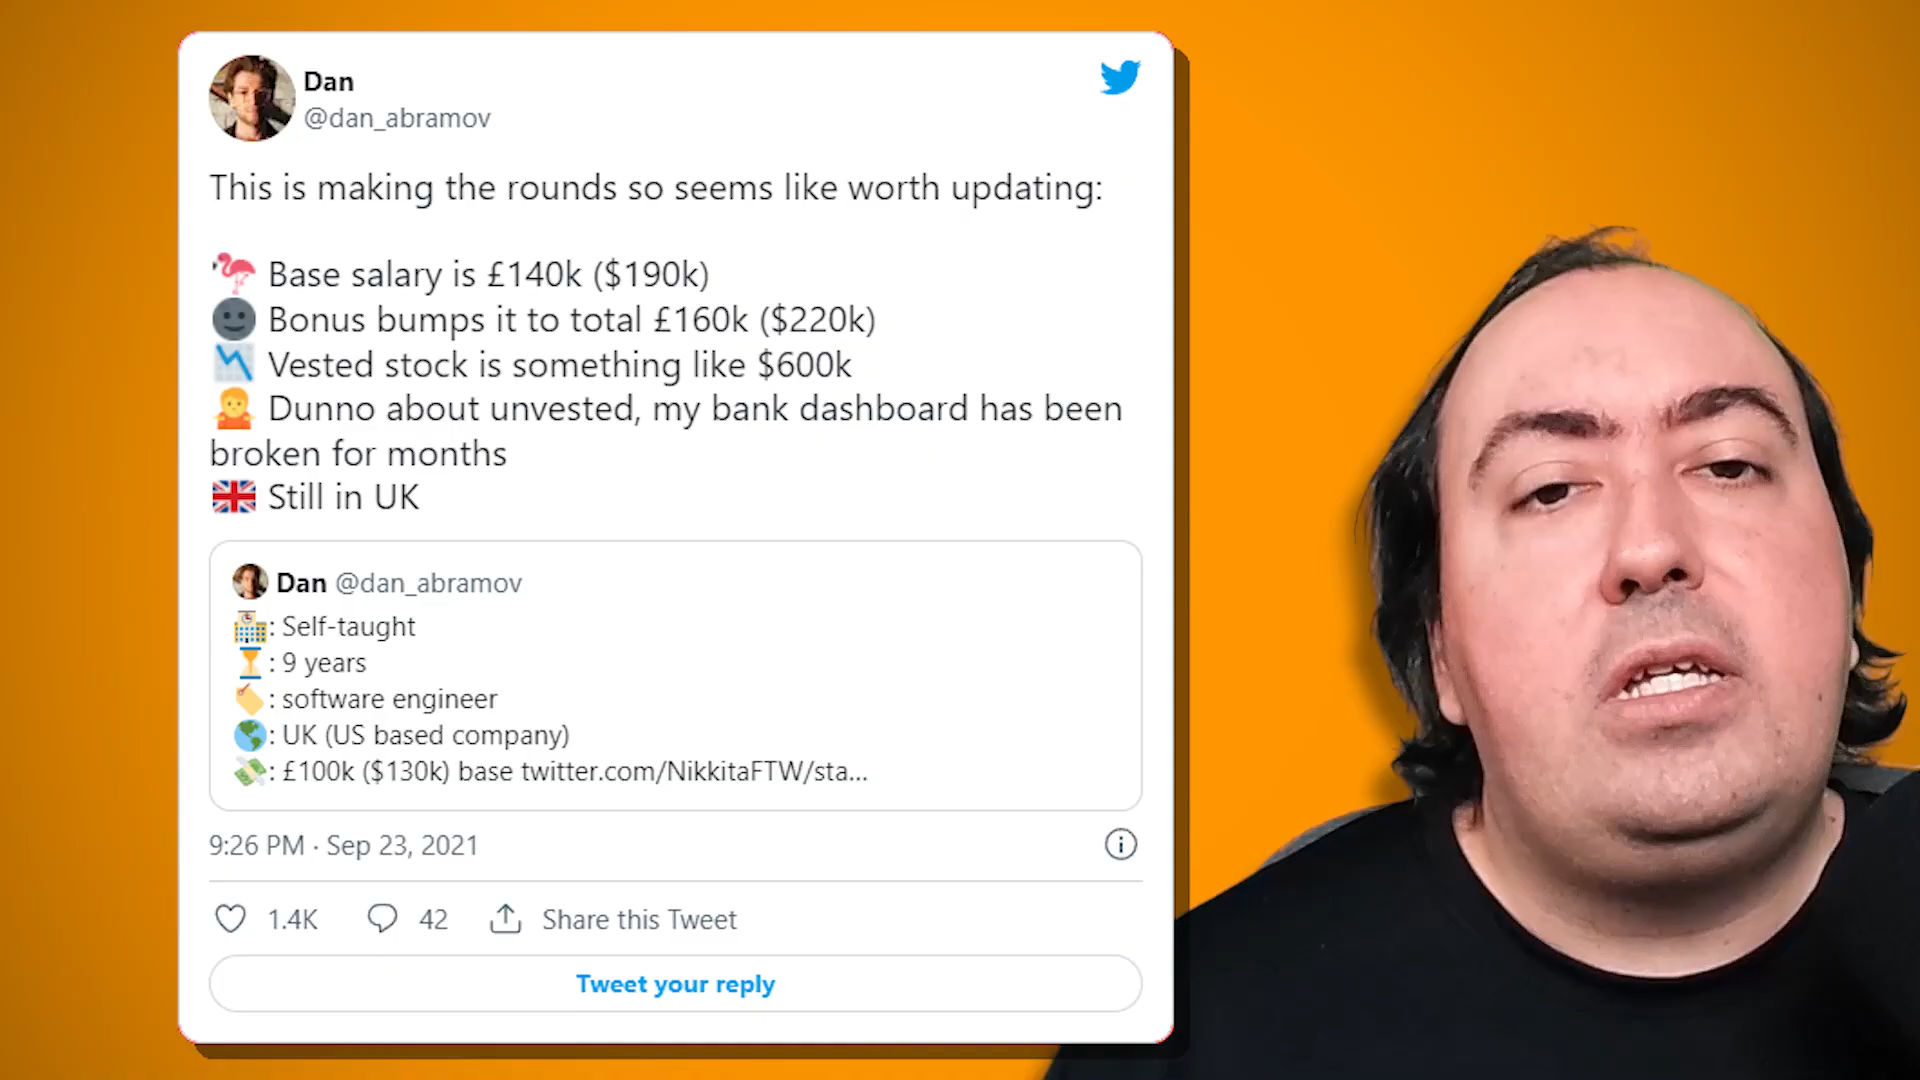 Dan
@dan_abramov
This is making the rounds so seems like worth updating:
🦩 Base salary is £140k ($190k)
🌚 Bonus bumps it to total £160k ($220k)
📉 Vested stock is something like $600k
🤷 Dunno about unvested, my bank dashboard has been
broken for months
🇬🇧 Still in UK
Dan @dan_abramov
🏫: Self-taught
⏳: 9 years
🏷: software engineer
🌎: UK (US based company)
💸: £100k ($130k) base twitter.com/NikkitaFTW/sta...
9:26 PM · Sep 23, 2021
1.4K 42 Share this Tweet
Tweet your reply